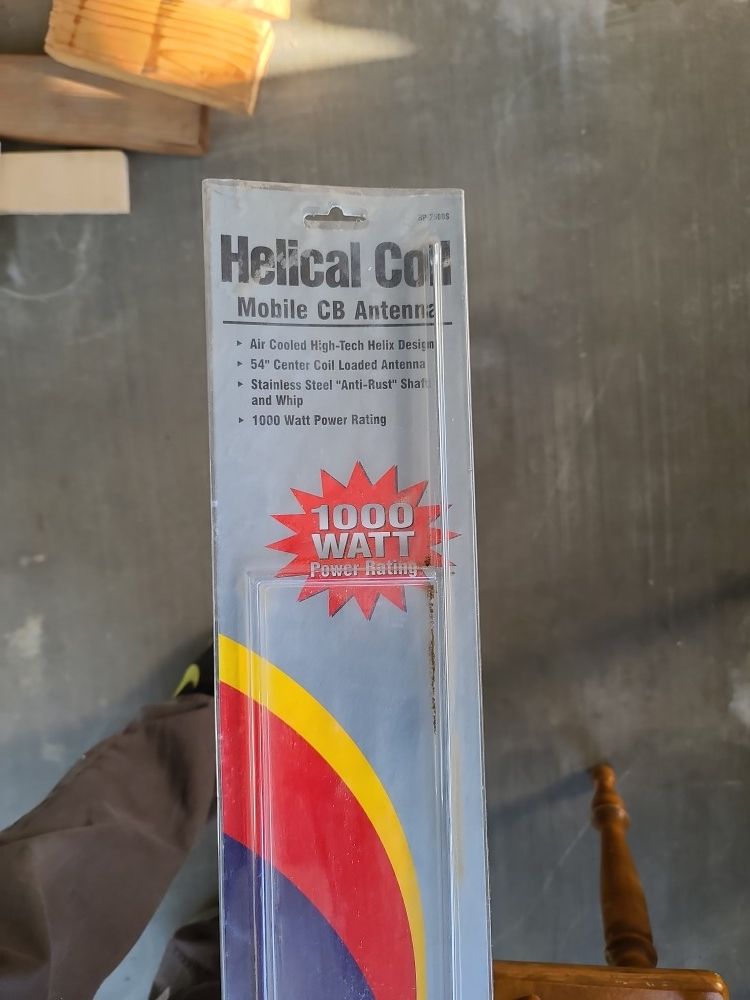 Helical Coil
Mobile CB Antenna
▸ Air Cooled High-Tech Helix Design
▸ 54" Center Coil Loaded Antenna
▸ Stainless Steel "Anti-Rust" Shaft
and Whip
▸ 1000 Watt Power Rating
1000
WATT
Power Rating